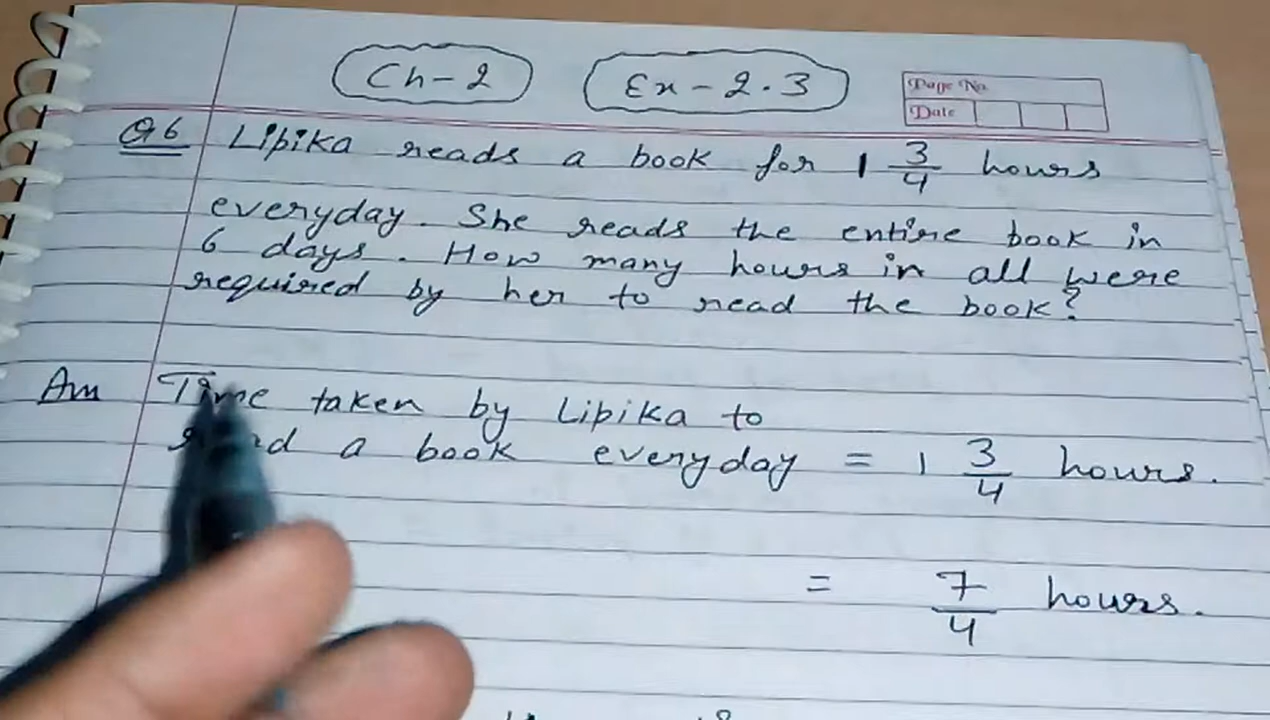 Ch-2 Ex-2.3
Page No.
Date
Q6 Lipika reads a book for 1 3/4 hours
everyday. She reads the entire book in
6 days. How many hours in all were
required by her to read the book?
Ans Time taken by Lipika to
read a book everyday = 1 3/4 hours.
= 7/4 hours.